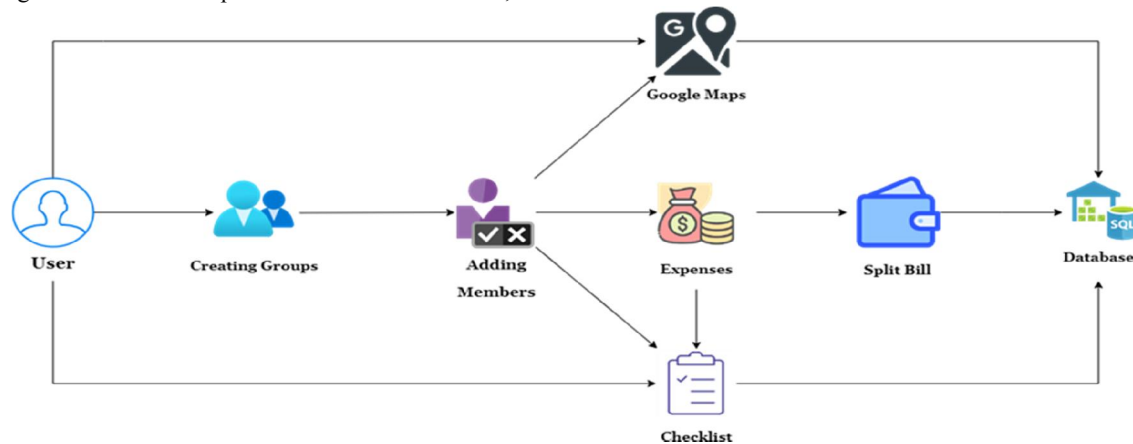 G
Google Maps
User
Creating Groups
Adding
Members
$
Expenses
Split Bill
SQL
Database
Checklist